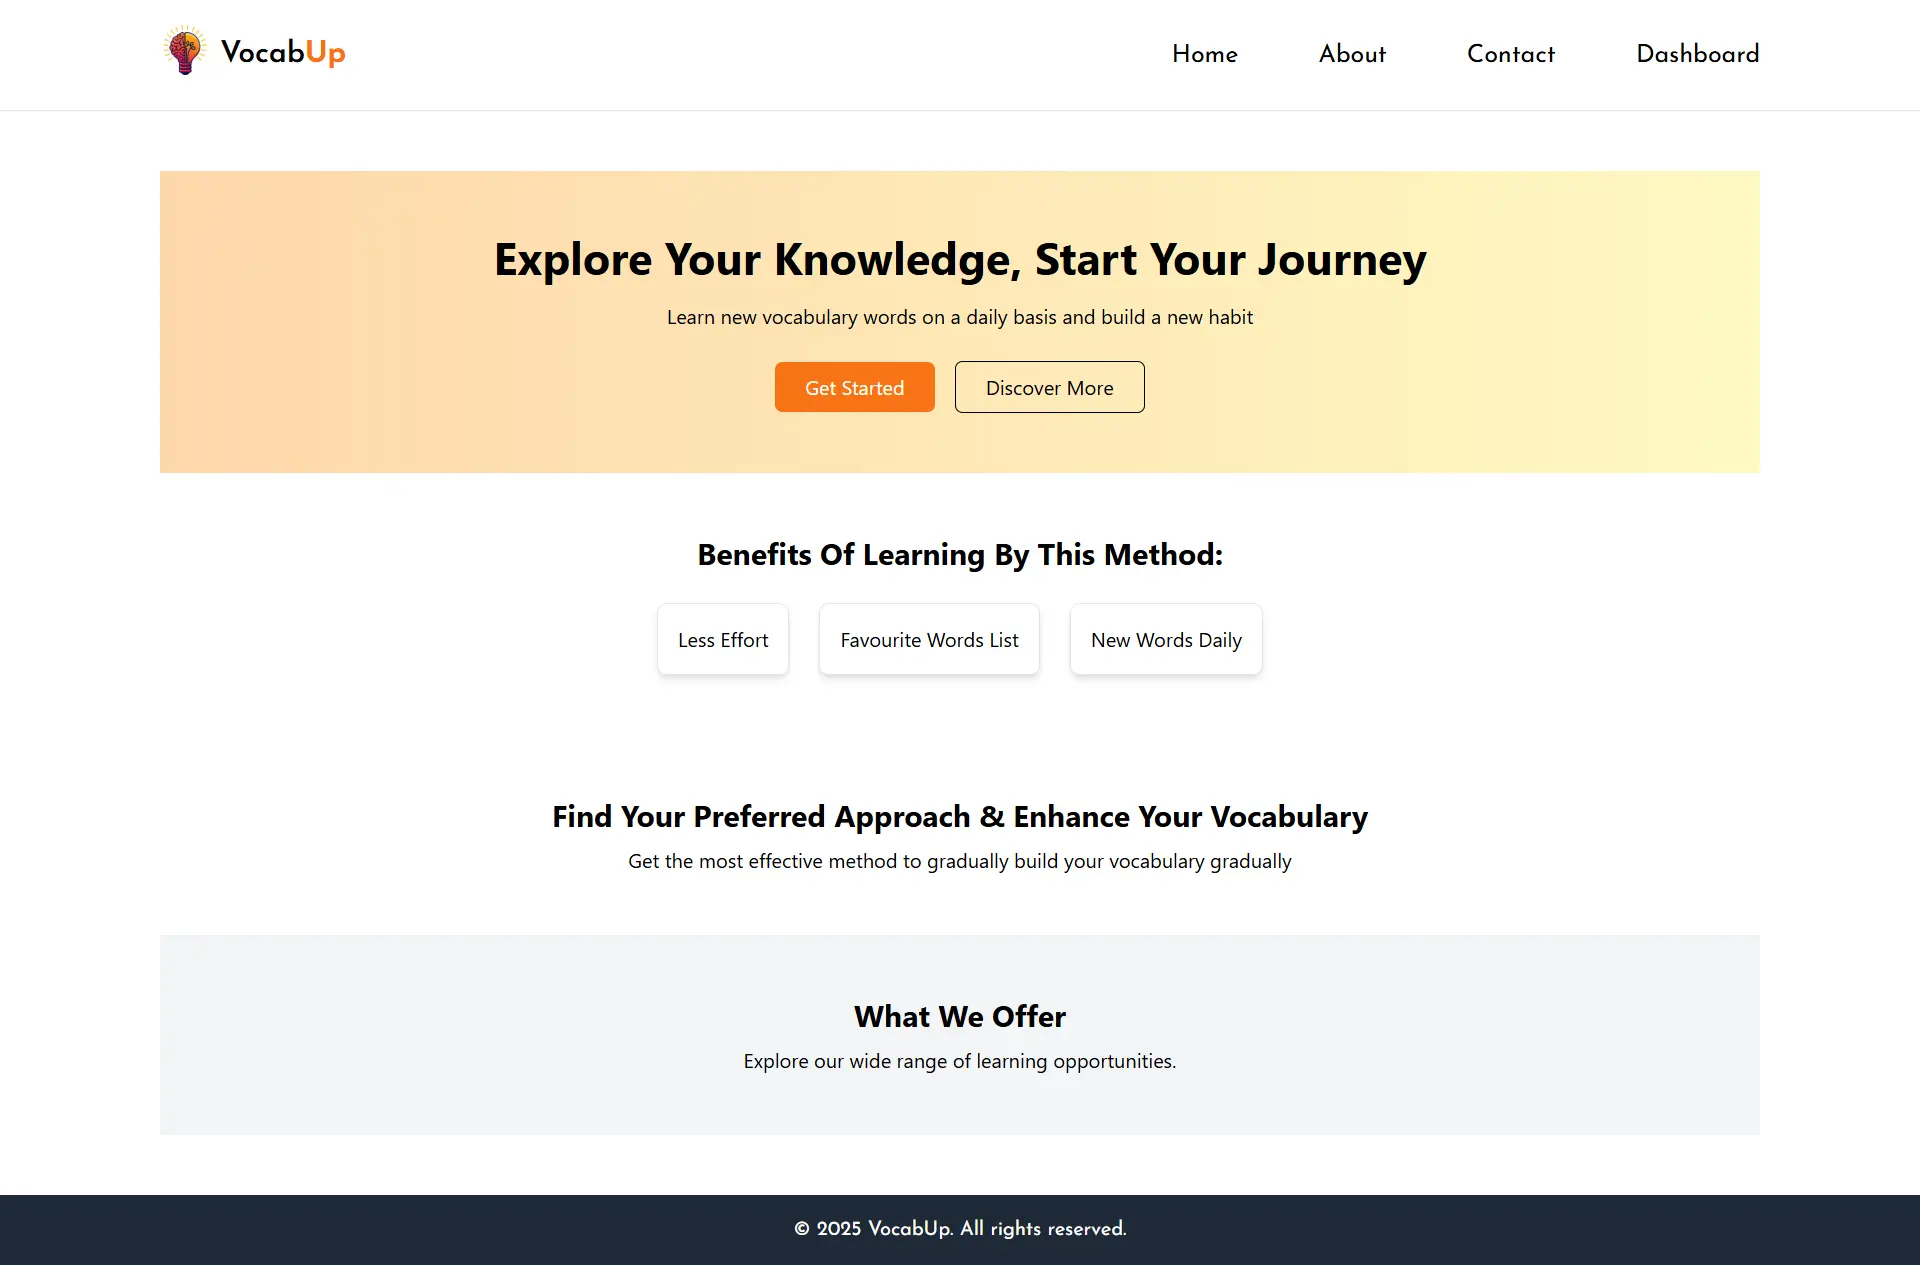 VocabUp
Home About Contact Dashboard
Explore Your Knowledge, Start Your Journey
Learn new vocabulary words on a daily basis and build a new habit
Get Started Discover More
Benefits Of Learning By This Method:
Less Effort Favourite Words List New Words Daily
Find Your Preferred Approach & Enhance Your Vocabulary
Get the most effective method to gradually build your vocabulary gradually
What We Offer
Explore our wide range of learning opportunities.
© 2025 VocabUp. All rights reserved.